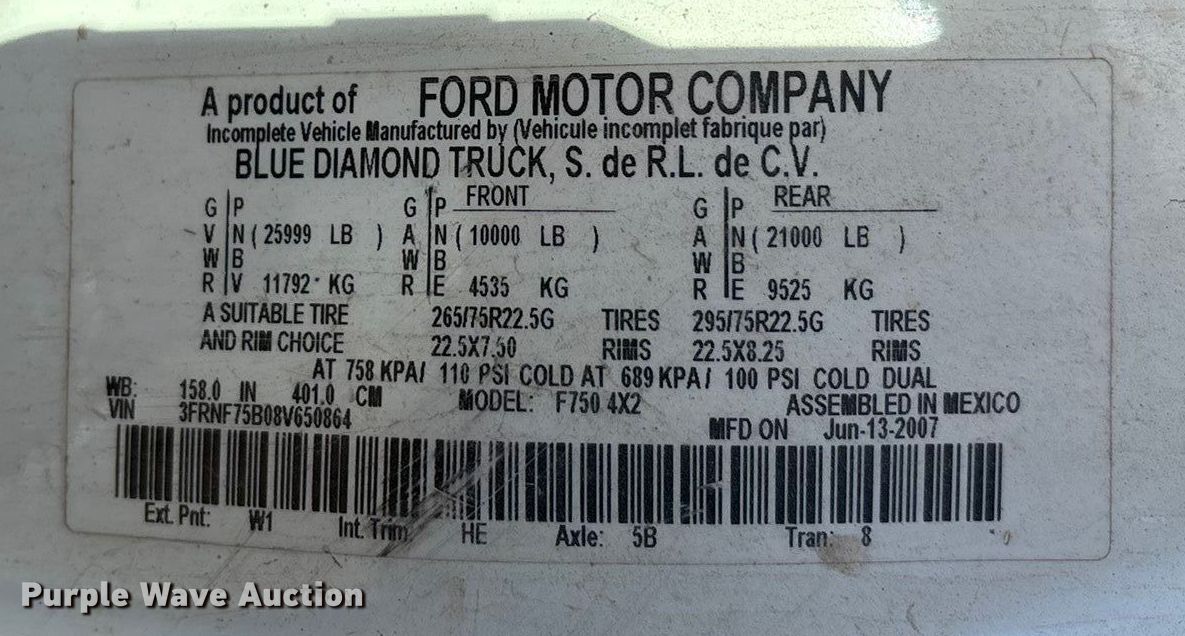 A product of FORD MOTOR COMPANY
Incomplete Vehicle Manufactured by (Vehicule incomplet fabrique par)
BLUE DIAMOND TRUCK, S. de R.L. de C.V.
FRONT REAR
G P G P G P
V N ( 25999 LB ) A N ( 10000 LB ) A N ( 21000 LB )
W B W B W B
R V 11792 KG R E 4535 KG R E 9525 KG
A SUITABLE TIRE 265/75R22.5G TIRES 295/75R22.5G TIRES
AND RIM CHOICE 22.5X7.50 RIMS 22.5X8.25 RIMS
AT 758 KPA/ 110 PSI COLD AT 689 KPA/ 100 PSI COLD DUAL
WB: 158.0 IN 401.0 CM MODEL: F750 4X2 ASSEMBLED IN MEXICO
VIN 3FRNF75B08V650864 MFD ON Jun-13-2007
Ext. Pnt: W1 Int. Trim: HE Axle: 5B Tran: 8
Purple Wave Auction